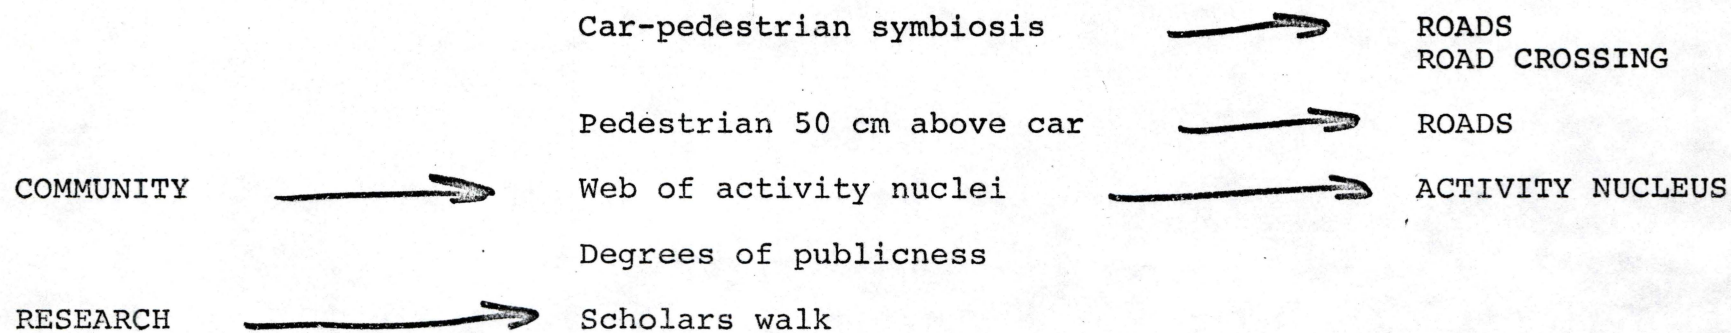 Car-pedestrian symbiosis ROADS
ROAD CROSSING
Pedestrian 50 cm above car ROADS
COMMUNITY Web of activity nuclei ACTIVITY NUCLEUS
Degrees of publicness
RESEARCH Scholars walk